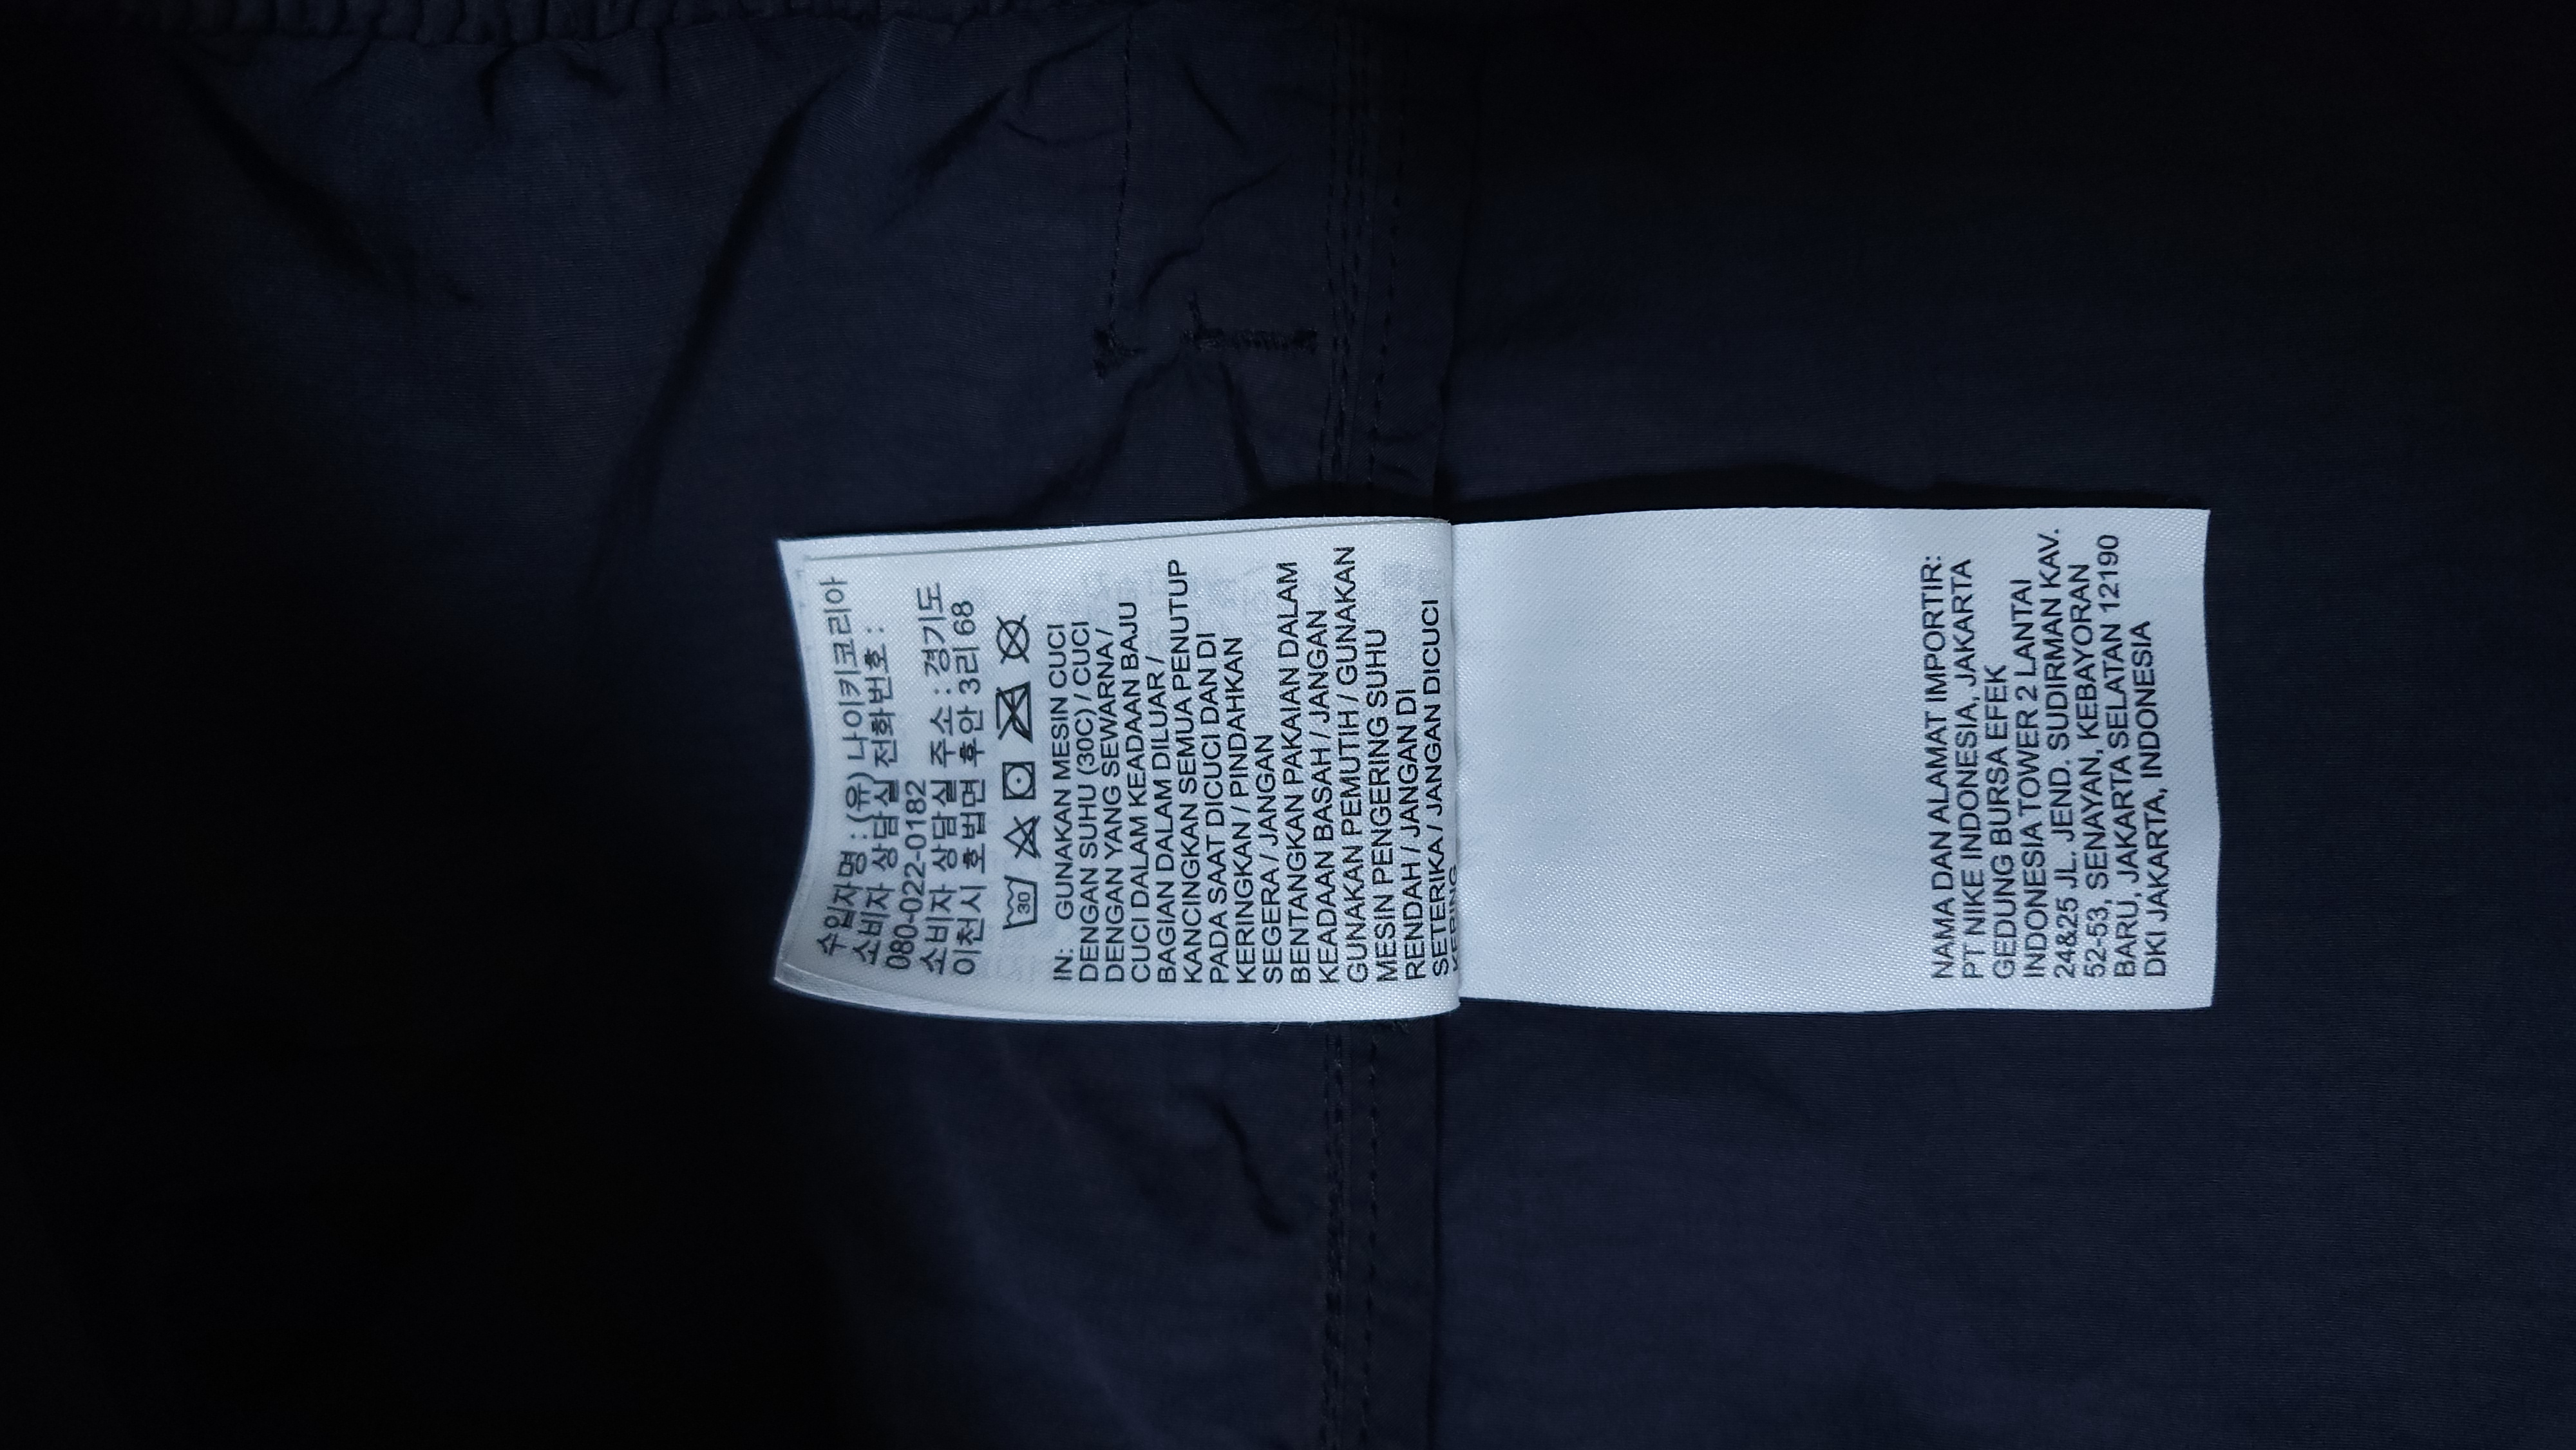 수입자명 : (유) 나이키코리아
소비자 상담실 전화번호 :
080-022-0182
소비자 상담실 주소 : 경기도
이천시 호법면 후안 3리 68
30
IN: GUNAKAN MESIN CUCI
DENGAN SUHU (30C) / CUCI
DENGAN YANG SEWARNA /
CUCI DALAM KEADAAN BAJU
BAGIAN DALAM DILUAR /
KANCINGKAN SEMUA PENUTUP
PADA SAAT DICUCI DAN DI
KERINGKAN / PINDAHKAN
SEGERA / JANGAN
BENTANGKAN PAKAIAN DALAM
KEADAAN BASAH / JANGAN
GUNAKAN PEMUTIH / GUNAKAN
MESIN PENGERING SUHU
RENDAH / JANGAN DI
SETERIKA / JANGAN DICUCI
KERING
NAMA DAN ALAMAT IMPORTIR:
PT NIKE INDONESIA, JAKARTA
GEDUNG BURSA EFEK
INDONESIA TOWER 2 LANTAI
24&25 JL. JEND. SUDIRMAN KAV.
52-53, SENAYAN, KEBAYORAN
BARU, JAKARTA SELATAN 12190
DKI JAKARTA, INDONESIA